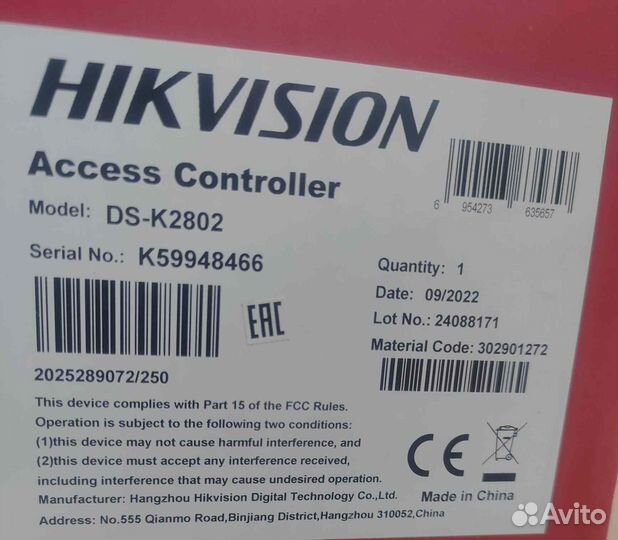 HIKVISION
Access Controller
6 954273 635657
Model: DS-K2802
Serial No.: K59948466
Quantity: 1
Date: 09/2022
Lot No.: 24088171
Material Code: 302901272
EAC
2025289072/250
This device complies with Part 15 of the FCC Rules.
Operation is subject to the following two conditions:
(1)this device may not cause harmful interference, and
(2)this device must accept any interference received,
including interference that may cause undesired operation.
Manufacturer: Hangzhou Hikvision Digital Technology Co.,Ltd.
Address: No.555 Qianmo Road,Binjiang District,Hangzhou 310052,China
CE
Made in China
Avito